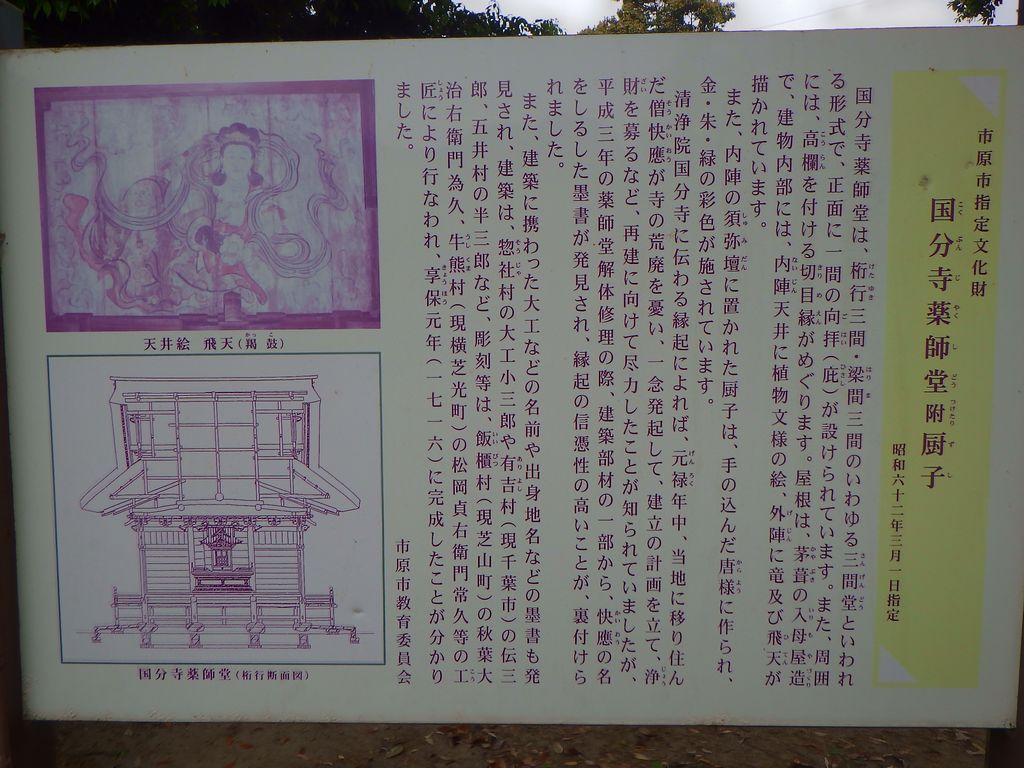 市原市指定文化財
国分寺薬師堂附厨子
こくぶんじやくしどうつけたりずし
昭和六十二年三月一日指定
国分寺薬師堂は、桁行三間・梁間三間のいわゆる三間堂といわれ
る形式で、正面に一間の向拝(庇)が設けられています。また、周囲
には、高欄を付ける切目縁がめぐります。屋根は、茅葺の入母屋造
で、建物内部には、内陣天井に植物文様の絵、外陣に竜及び飛天が
描かれています。
また、内陣の須弥壇に置かれた厨子は、手の込んだ唐様に作られ、
金・朱・緑の彩色が施されています。
清浄院国分寺に伝わる縁起によれば、元禄年中、当地に移り住ん
だ僧快應が寺の荒廃を憂い、一念発起して、建立の計画を立て、浄
財を募るなど、再建に向けて尽力したことが知られていましたが、
平成三年の薬師堂解体修理の際、建築部材の一部から、快應の名
をしるした墨書が発見され、縁起の信憑性の高いことが、裏付けら
れました。
また、建築に携わった大工などの名前や出身地名などの墨書も発
見され、建築は、惣社村の大工小三郎や有吉村(現千葉市)の伝三
郎、五井村の半三郎など、彫刻等は、飯櫃村(現芝山町)の秋葉大
治右衛門為久、牛熊村(現横芝光町)の松岡貞右衛門常久等の工
匠により行なわれ、享保元年(一七一六)に完成したことが分かり
ました。
市原市教育委員会
天井絵 飛天(羯鼓)
国分寺薬師堂(桁行断面図)